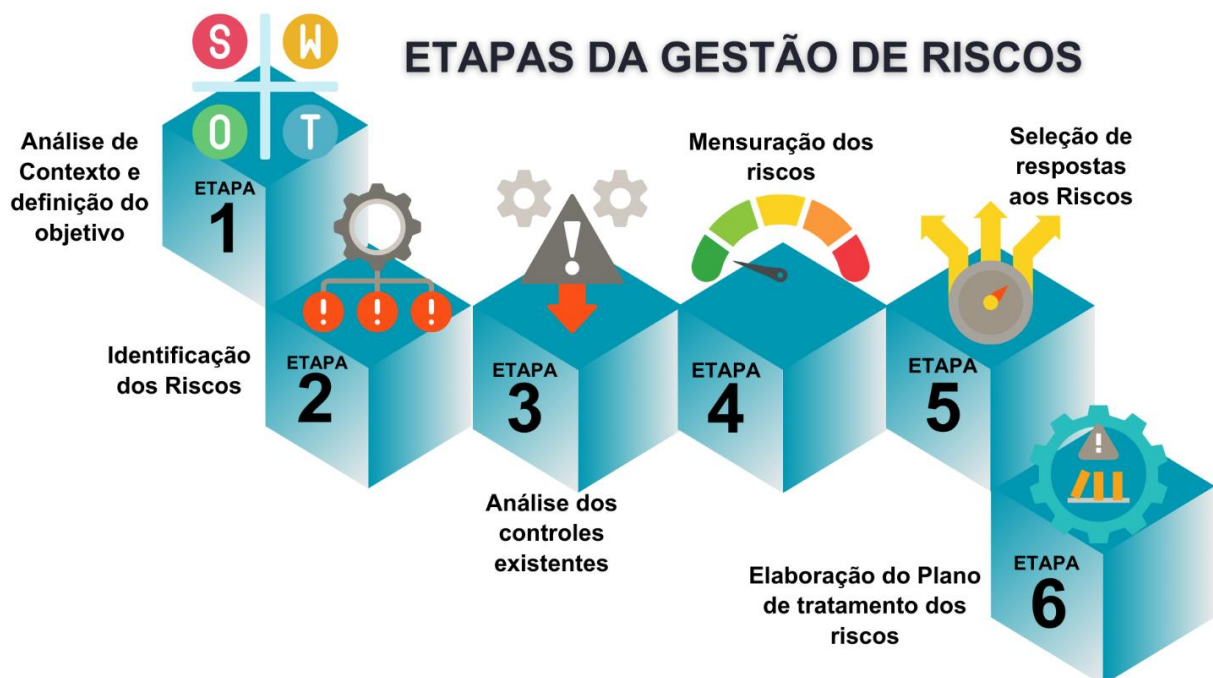 ETAPAS DA GESTÃO DE RISCOS
S W
O T
Análise de
Contexto e
definição do
objetivo
ETAPA
1
Identificação
dos Riscos
ETAPA
2
ETAPA
3
Análise dos
controles
existentes
Mensuração dos
riscos
ETAPA
4
Seleção de
respostas
aos Riscos
ETAPA
5
Elaboração do Plano
de tratamento dos
riscos
ETAPA
6